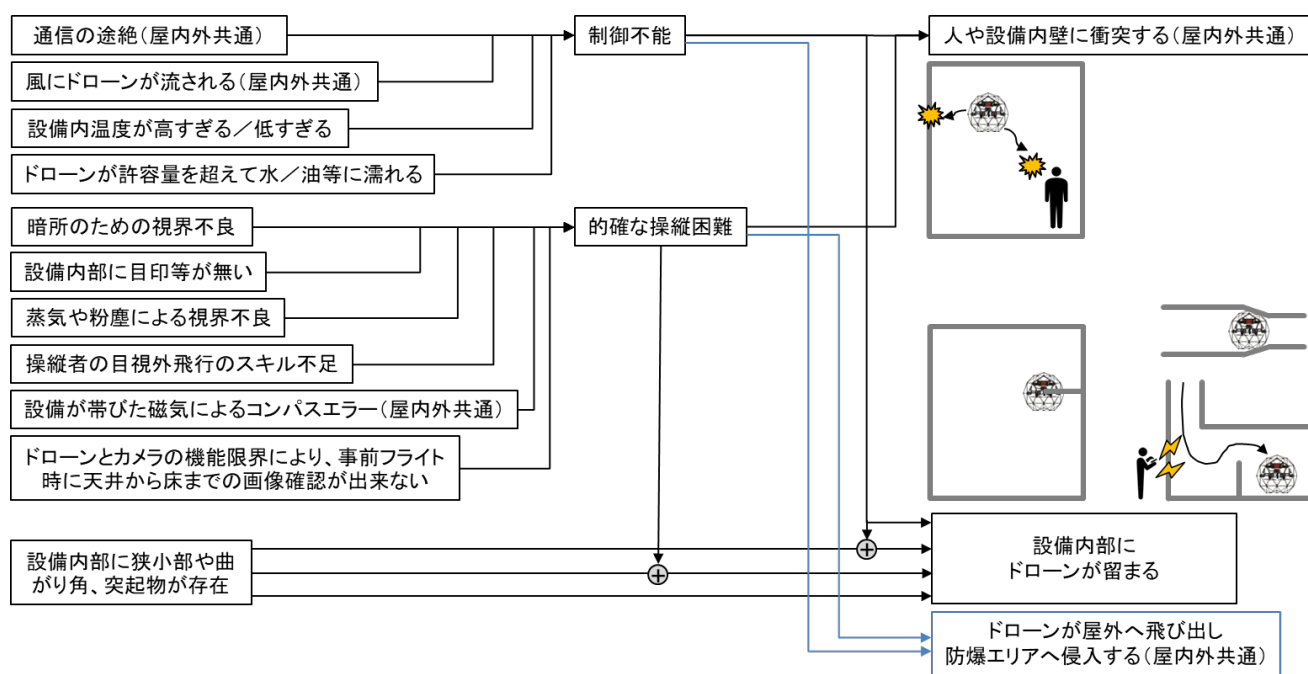 通信の途絶(屋内外共通)
風にドローンが流される(屋内外共通)
設備内温度が高すぎる／低すぎる
ドローンが許容量を超えて水／油等に濡れる
暗所のための視界不良
設備内部に目印等が無い
蒸気や粉塵による視界不良
操縦者の目視外飛行のスキル不足
設備が帯びた磁気によるコンパスエラー(屋内外共通)
ドローンとカメラの機能限界により、事前フライト
時に天井から床までの画像確認が出来ない
設備内部に狭小部や曲
がり角、突起物が存在
制御不能
的確な操縦困難
人や設備内壁に衝突する(屋内外共通)
設備内部に
ドローンが留まる
ドローンが屋外へ飛び出し
防爆エリアへ侵入する(屋内外共通)